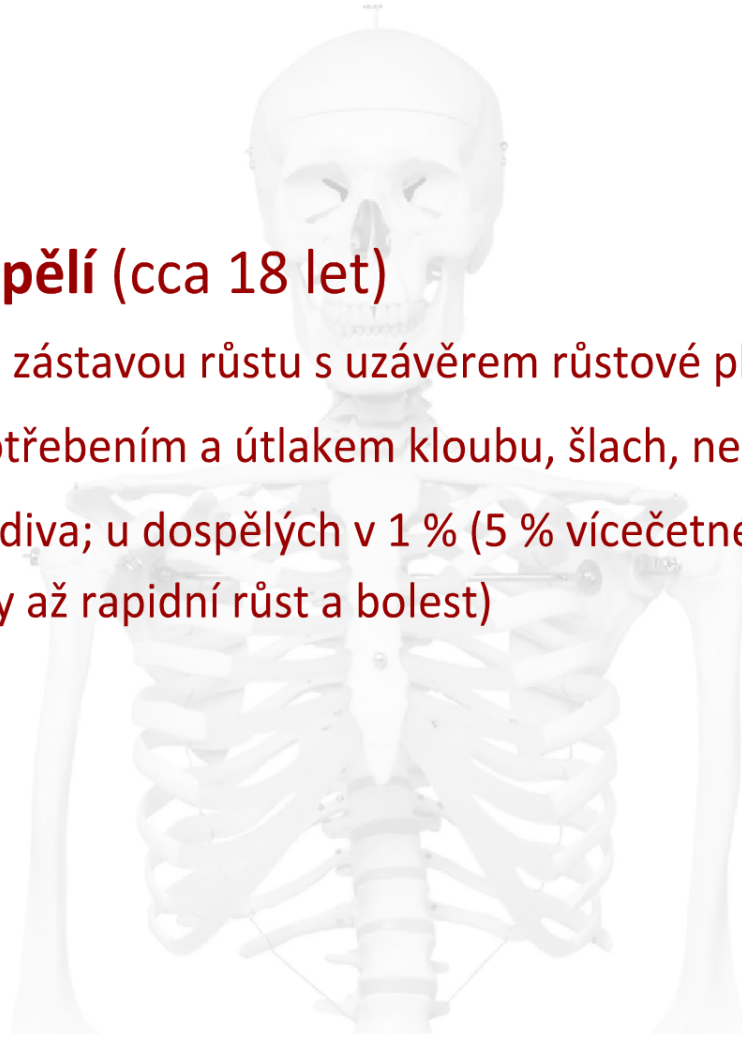 pělí (cca 18 let)
zástavou růstu s uzávěrem růstové pl
otřebením a útlakem kloubu, šlach, ne
diva; u dospělých v 1 % (5 % vícečetné
y až rapidní růst a bolest)